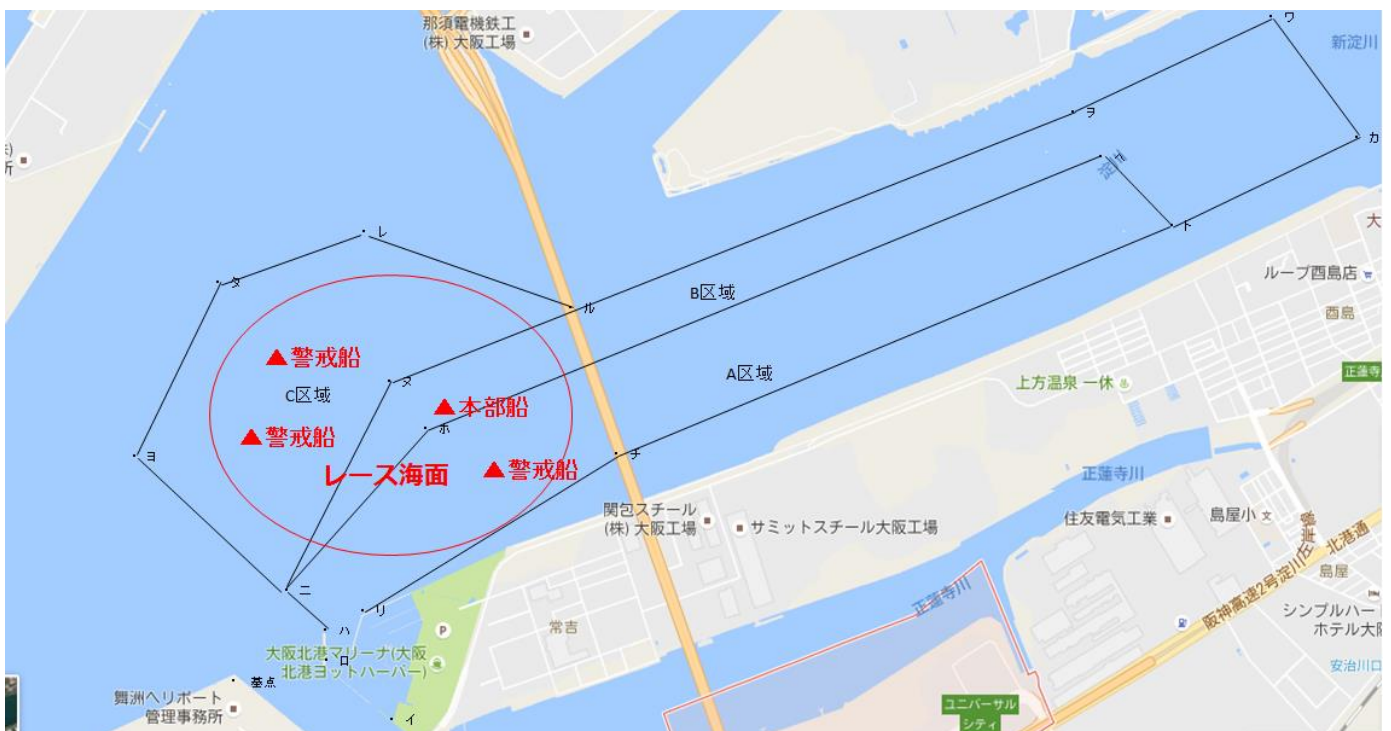 那須電機鉄工
(株) 大阪工場
ワ
新淀川
ヲ
カ
所
淀川
ト
大
レ
タ
ル
B区域
ループ酉島店
酉島
A区域
上方温泉 一休
正蓮寺
警戒船
C区域
ヌ
本部船
ホ
警戒船
レース海面
警戒船
ヨ
チ
正蓮寺川
関包スチール
(株) 大阪工場
サミットスチール大阪工場
住友電気工業
島屋小
北港通
阪神高速2号淀川左岸線
島屋
ニ
リ
正蓮寺川
シンプルハート
ホテル大阪
ハ
P
常吉
大阪北港マリーナ(大阪
北港ヨットハーバー)
ロ
安治川口
基点
舞洲ヘリポート
管理事務所
イ
ユニバーサル
シティ